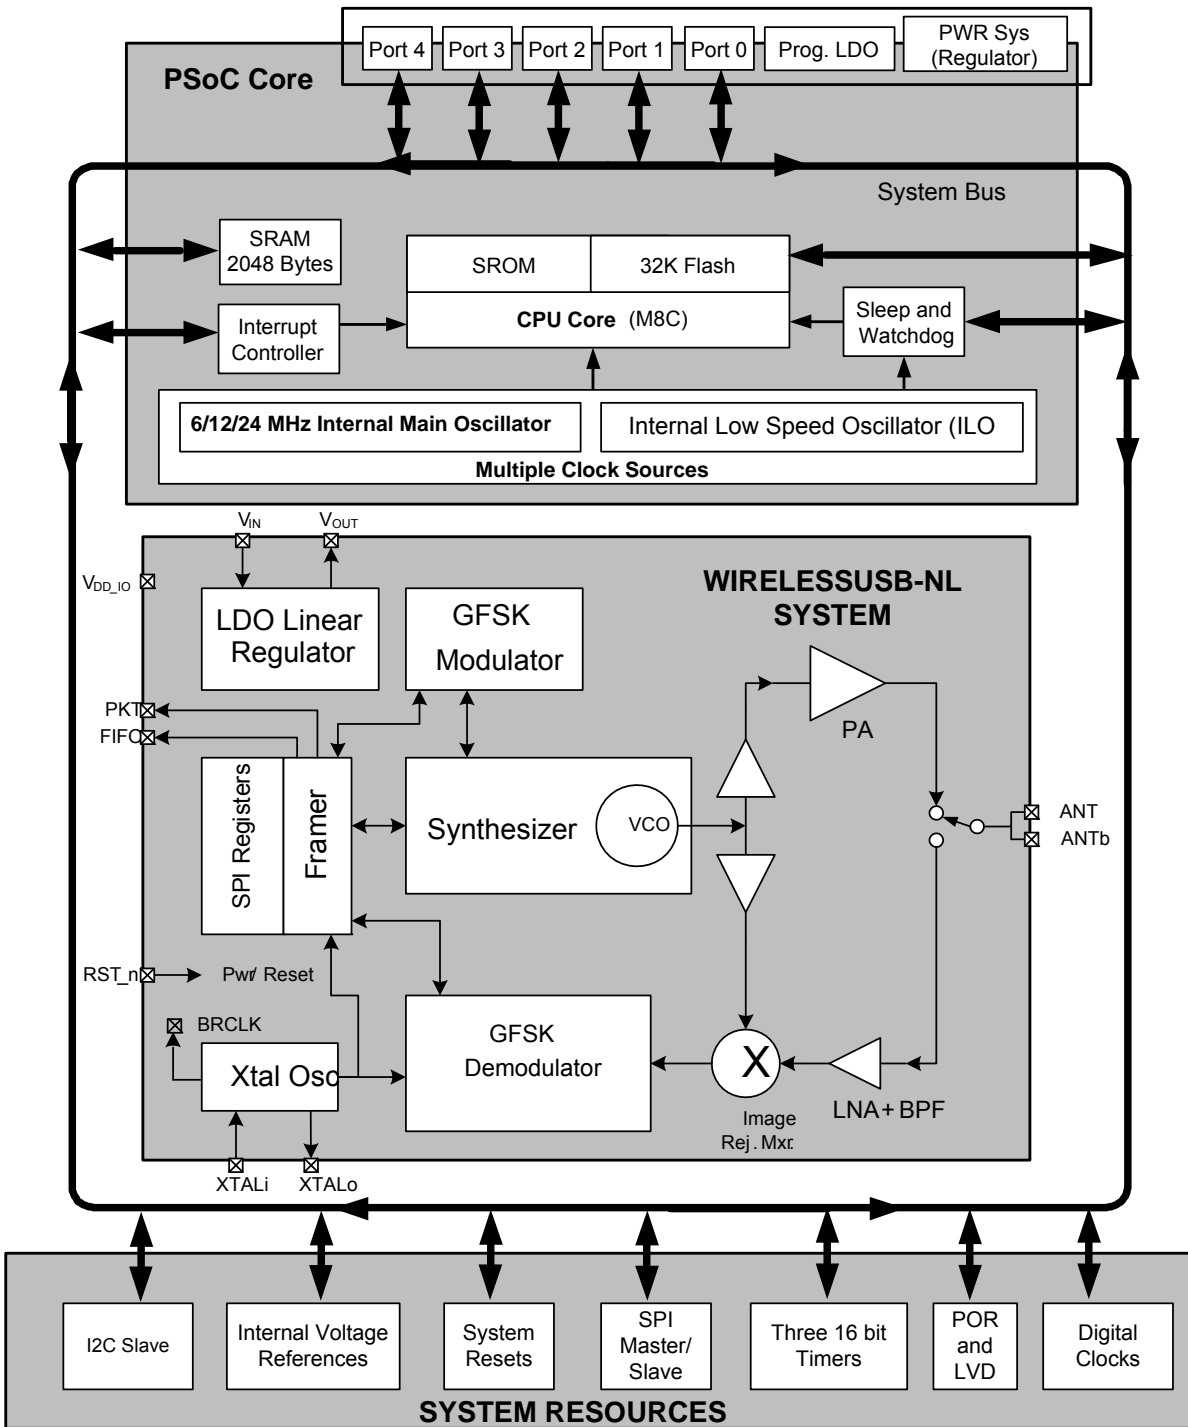 Port 4
Port 3
Port 2
Port 1
Port 0
Prog. LDO
PWR Sys
(Regulator)
PSoC Core
System Bus
SRAM
2048 Bytes
SROM
32K Flash
CPU Core (M8C)
Interrupt
Controller
Sleep and
Watchdog
6/12/24 MHz Internal Main Oscillator
Internal Low Speed Oscillator (ILO
Multiple Clock Sources
VIN
VOUT
VDD_IO
WIRELESSUSB-NL
SYSTEM
LDO Linear
Regulator
GFSK
Modulator
PKT
FIFO
PA
SPI Registers
Framer
Synthesizer
VCO
ANT
ANTb
RST_n
Pwr/ Reset
BRCLK
Xtal Osc
GFSK
Demodulator
X
LNA + BPF
Image
Rej . Mxr.
XTALi
XTALo
I2C Slave
Internal Voltage
References
System
Resets
SPI
Master/
Slave
Three 16 bit
Timers
POR
and
LVD
Digital
Clocks
SYSTEM RESOURCES